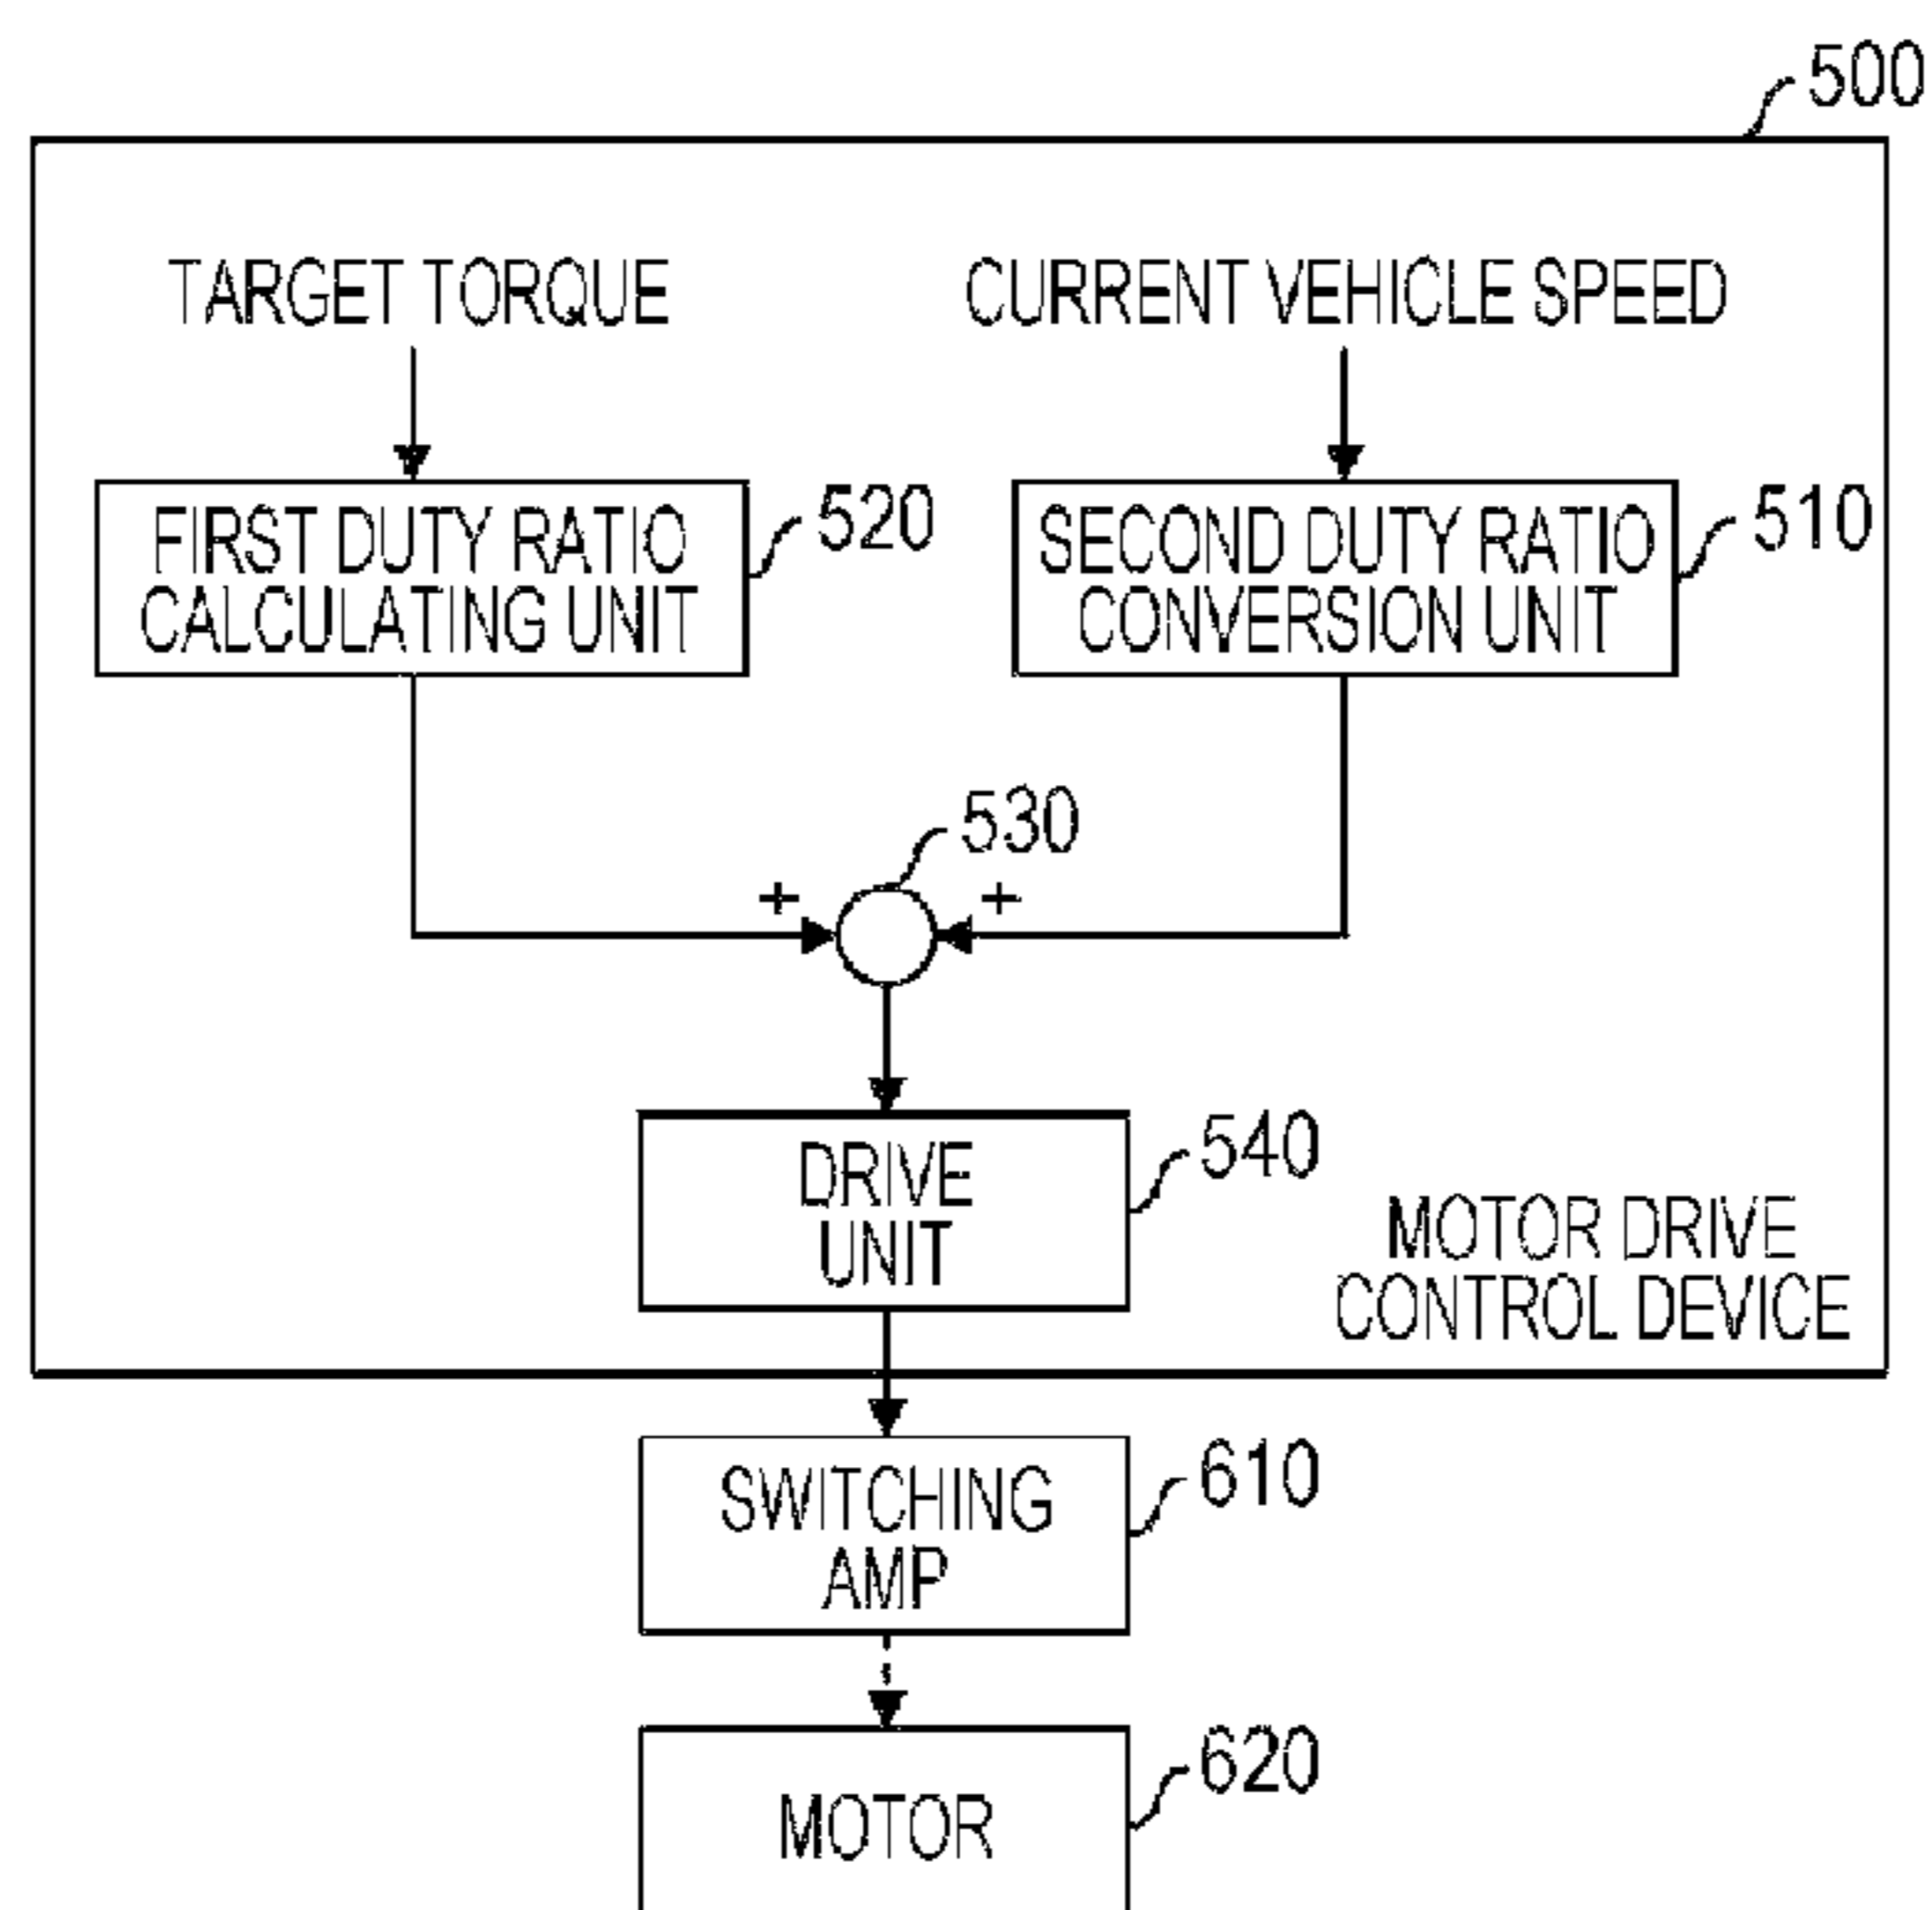 500
TARGET TORQUE
CURRENT VEHICLE SPEED
FIRST DUTY RATIO
CALCULATING UNIT
520
SECOND DUTY RATIO
CONVERSION UNIT
510
530
+
+
DRIVE
UNIT
540
MOTOR DRIVE
CONTROL DEVICE
SWITCHING
AMP
610
MOTOR
620